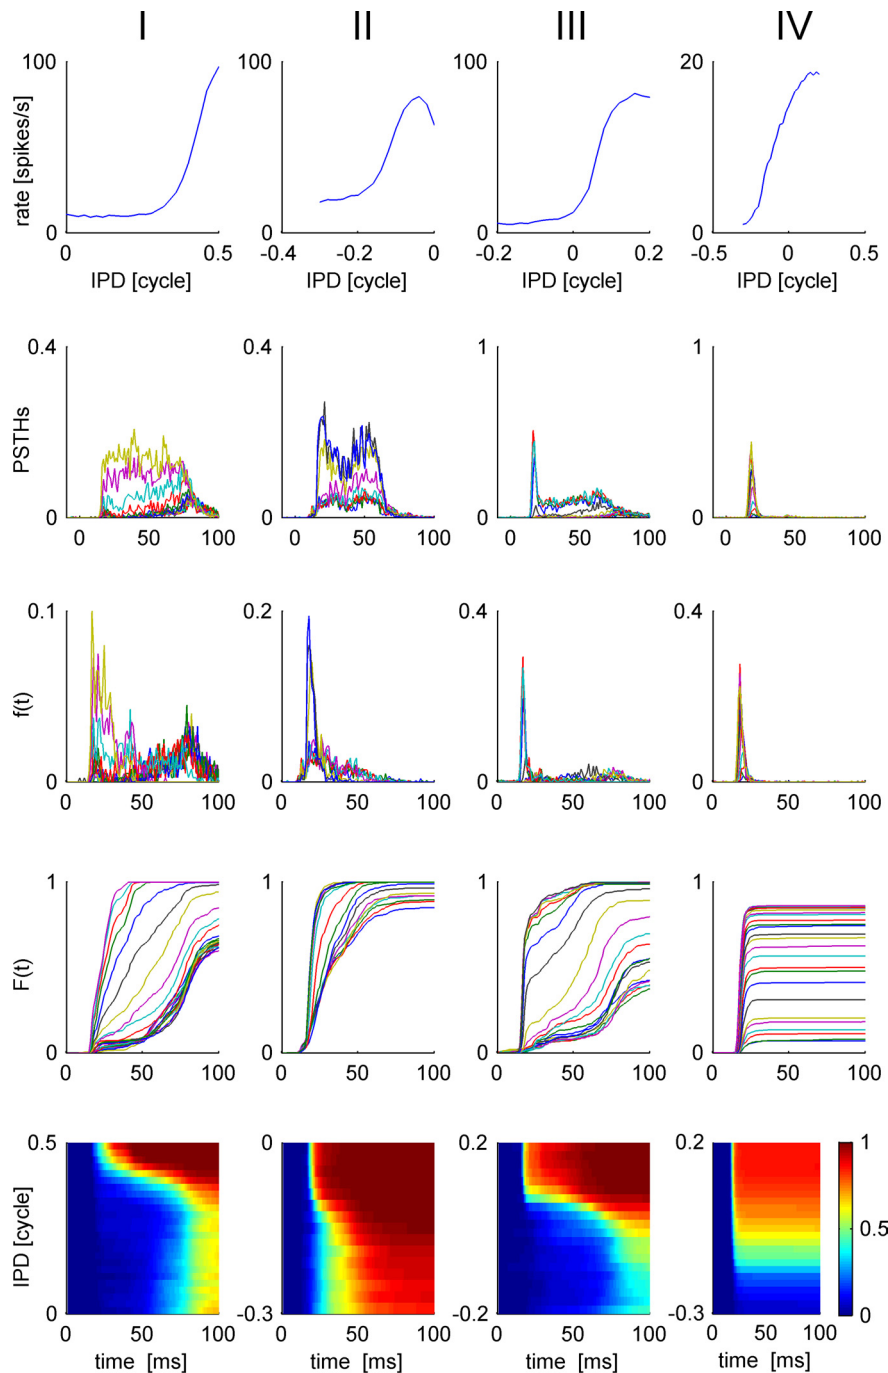 I II III IV
100 100 100 20
rate [spikes/s]
0 0 0 0
0 0.5 -0.4 -0.2 0 -0.2 0 0.2 -0.5 0 0.5
IPD [cycle] IPD [cycle] IPD [cycle] IPD [cycle]
0.4 0.4 1 1
PSTHs
0 0 0 0
0 50 100 0 50 100 0 50 100 0 50 100
0.1 0.2 0.4 0.4
f(t)
0 0 0 0
0 50 100 0 50 100 0 50 100 0 50 100
1 1 1 1
F(t)
0 0 0 0
0 50 100 0 50 100 0 50 100 0 50 100
0.5 0 0.2 0.2 1
IPD [cycle]
0.5
0 -0.3 -0.2 -0.3 0
0 50 100 0 50 100 0 50 100 0 50 100
time [ms] time [ms] time [ms] time [ms]